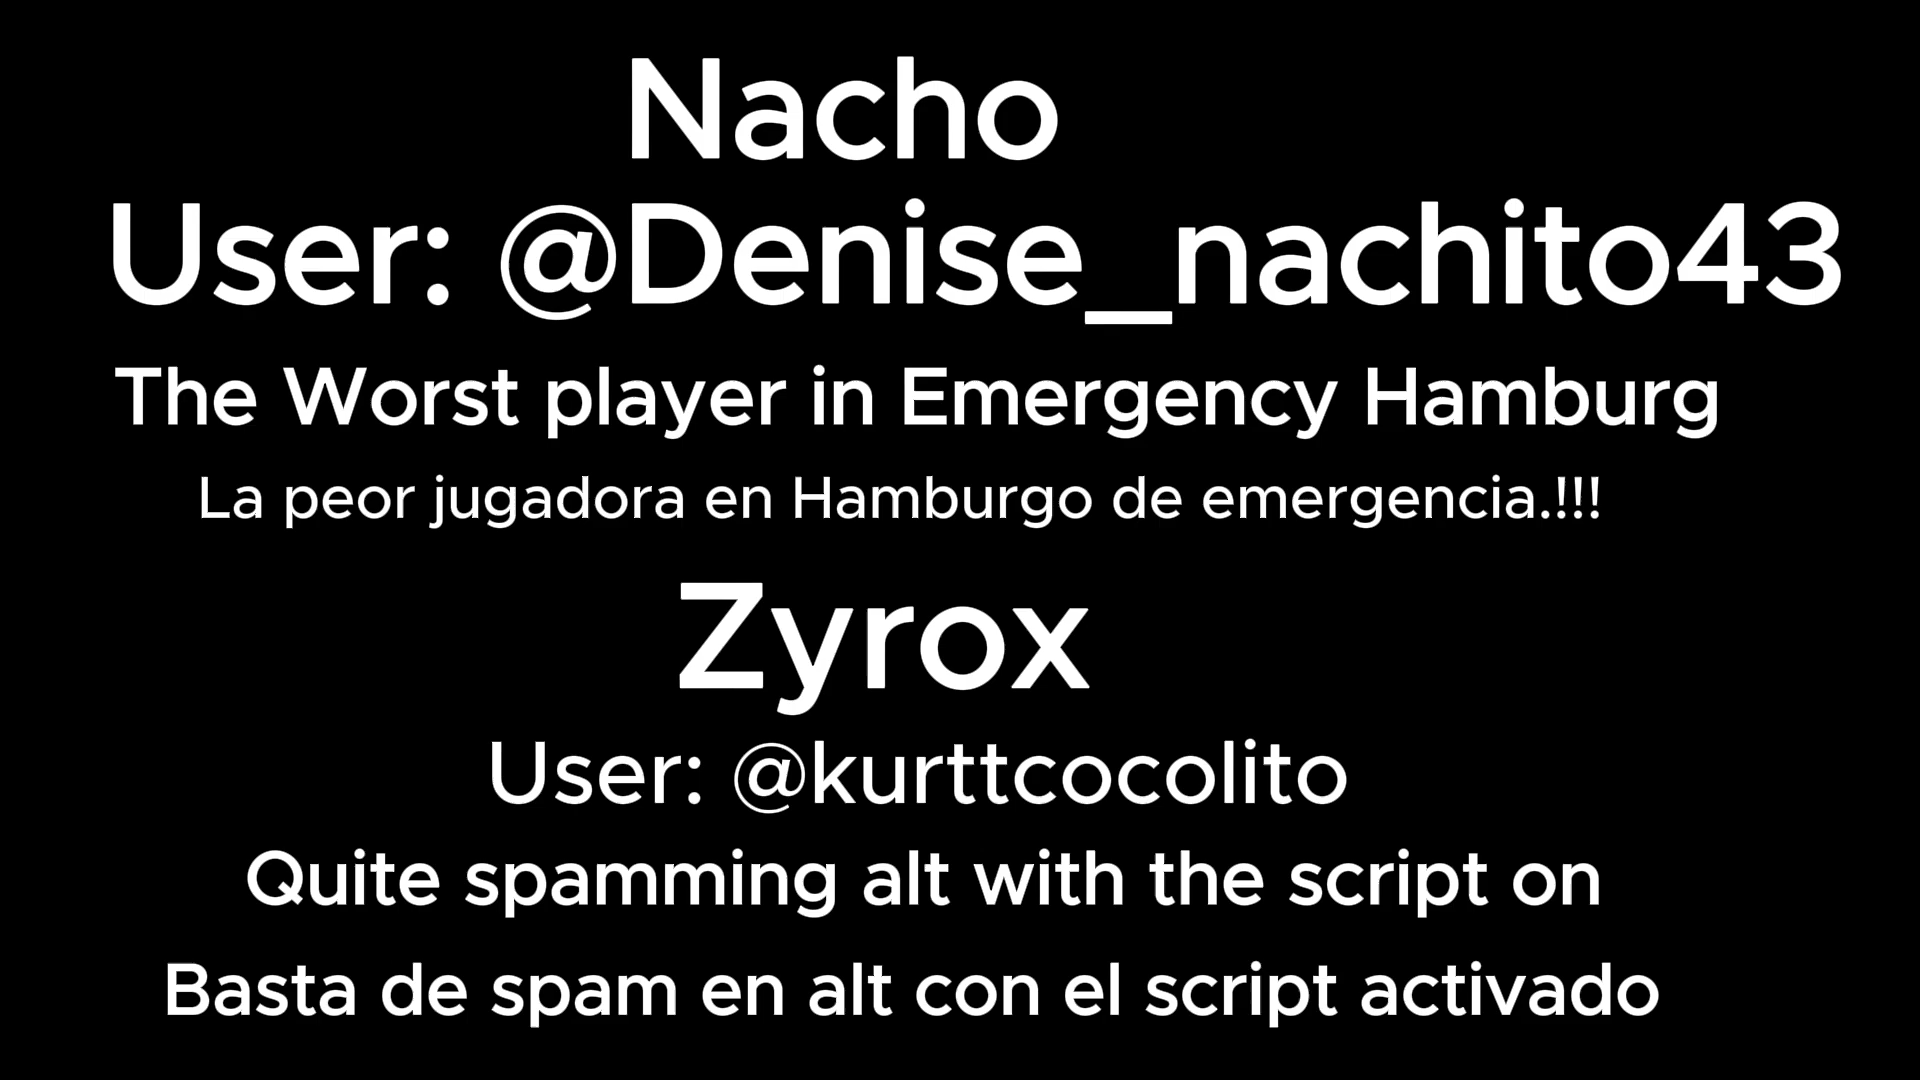 Nacho
User: @Denise_nachito43
The Worst player in Emergency Hamburg
La peor jugadora en Hamburgo de emergencia.!!!
Zyrox
User: @kurttcocolito
Quite spamming alt with the script on
Basta de spam en alt con el script activado